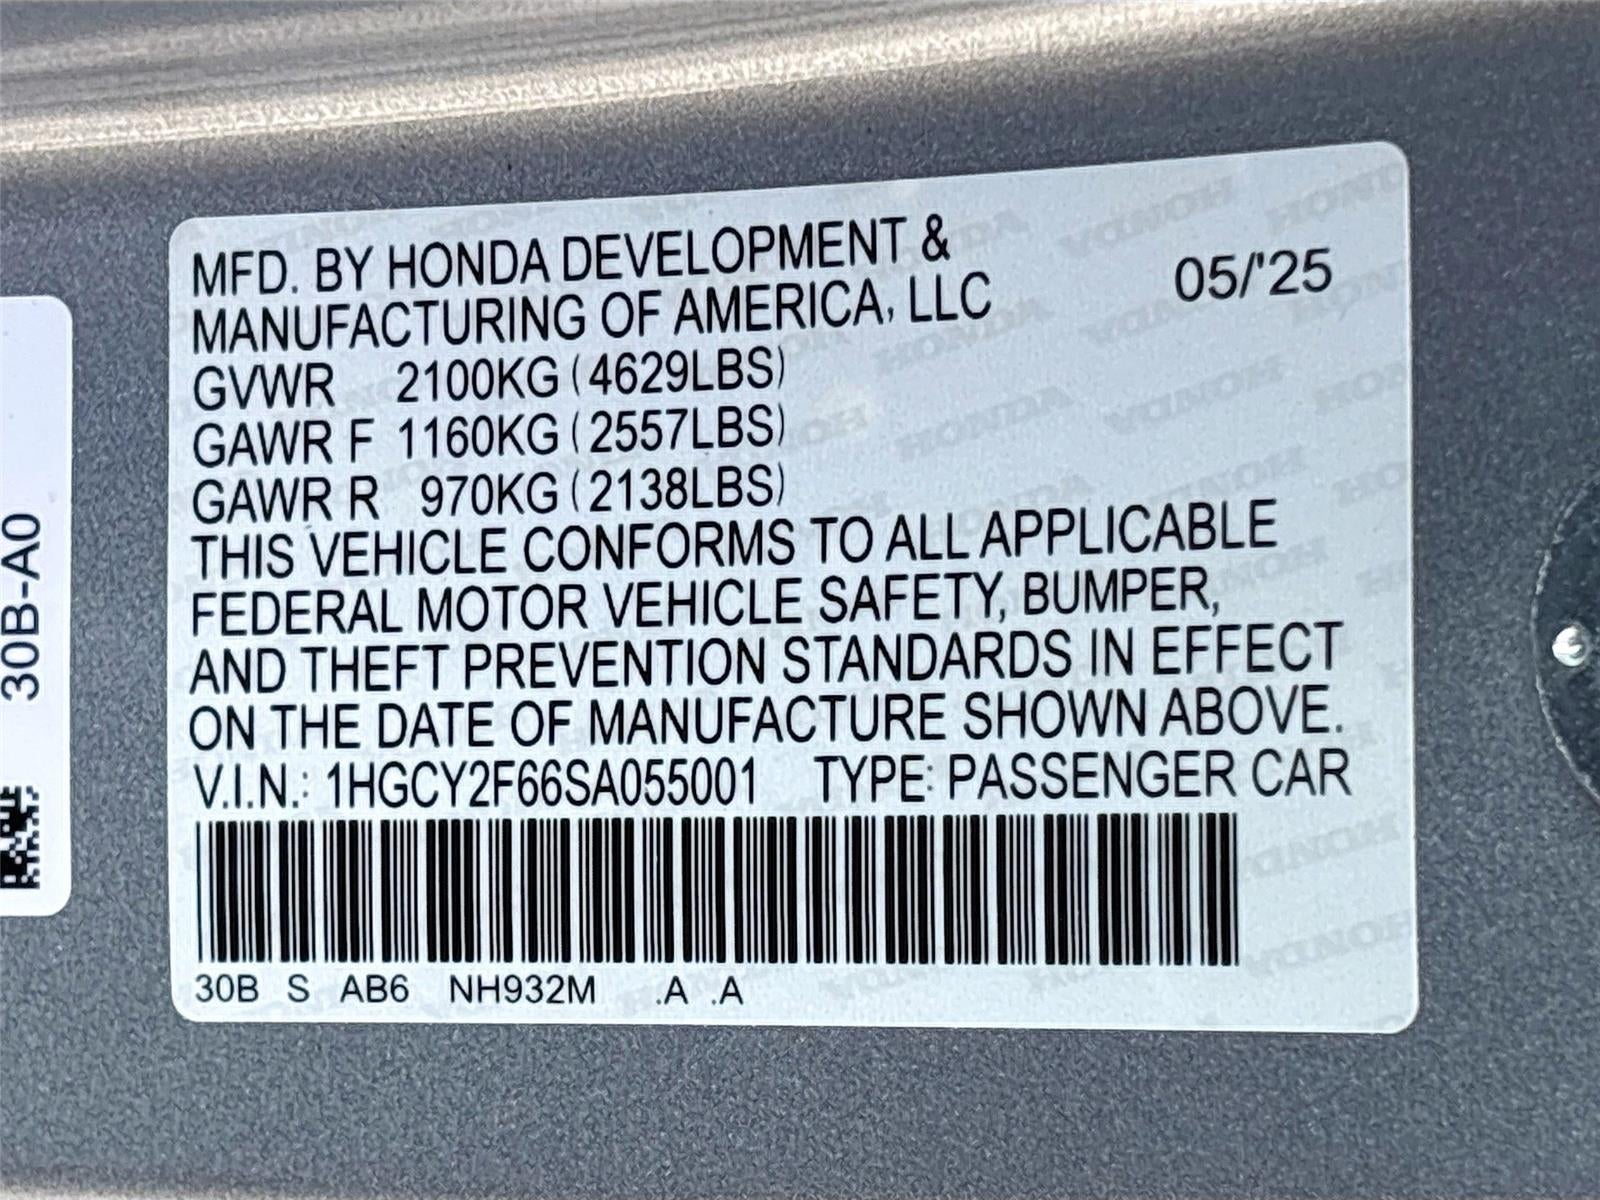 MFD. BY HONDA DEVELOPMENT &
MANUFACTURING OF AMERICA, LLC
05/'25
GVWR 2100KG (4629LBS)
GAWR F 1160KG (2557LBS)
GAWR R 970KG (2138LBS)
THIS VEHICLE CONFORMS TO ALL APPLICABLE
FEDERAL MOTOR VEHICLE SAFETY, BUMPER,
AND THEFT PREVENTION STANDARDS IN EFFECT
ON THE DATE OF MANUFACTURE SHOWN ABOVE.
V.I.N.: 1HGCY2F66SA055001 TYPE: PASSENGER CAR
30B S AB6 NH932M .A .A
30B-A0